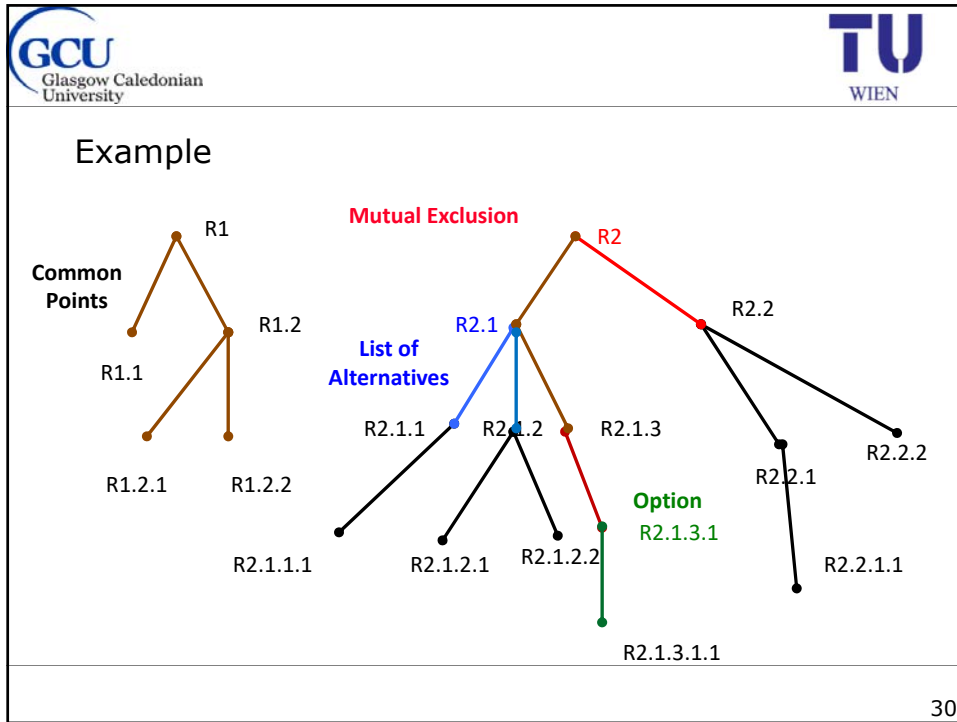 GCU
Glasgow Caledonian
University
TU
WIEN
Example
R1
Common
Points
R1.1
R1.2
R1.2.1
R1.2.2
Mutual Exclusion
R2
R2.1
R2.2
List of
Alternatives
R2.1.1
R2.1.2
R2.1.3
R2.2.1
R2.2.2
Option
R2.1.3.1
R2.1.1.1
R2.1.2.1
R2.1.2.2
R2.2.1.1
R2.1.3.1.1
30